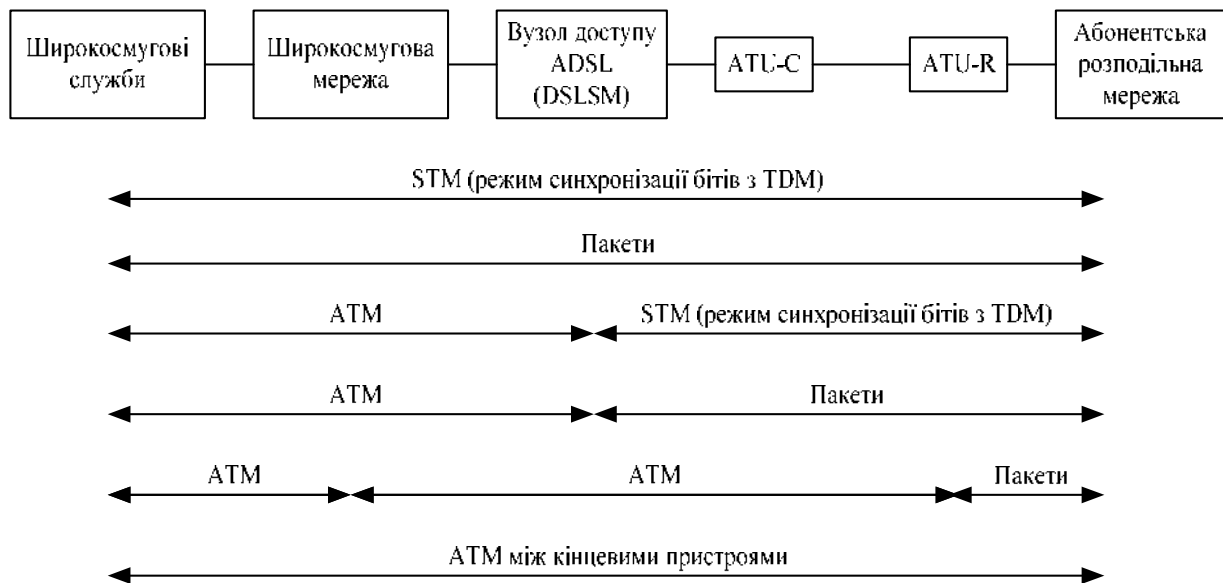 Широкосмугові
служби
Широкосмугова
мережа
Вузол доступу
ADSL
(DSLSM)
ATU-C
ATU-R
Абонентська
розподільна
мережа
STM (режим синхронізації бітів з TDM)
Пакети
ATM
STM (режим синхронізації бітів з TDM)
ATM
Пакети
ATM
ATM
Пакети
ATM між кінцевими пристроями